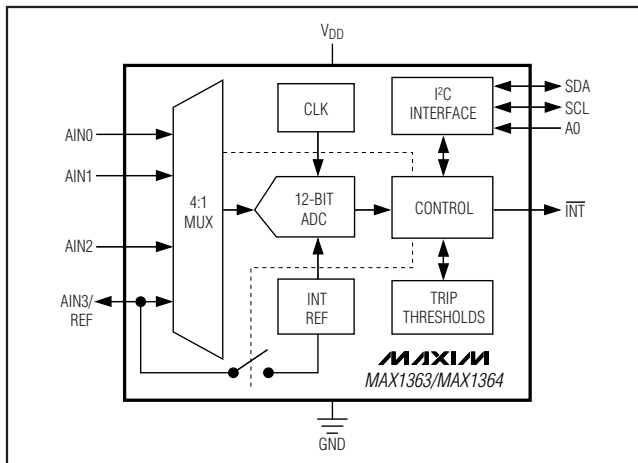 VDD
I²C
INTERFACE
SDA
SCL
A0
CLK
AIN0
AIN1
AIN2
AIN3/
REF
4:1
MUX
12-BIT
ADC
CONTROL
INT
INT
REF
TRIP
THRESHOLDS
MAXIM
MAX1363/MAX1364
GND